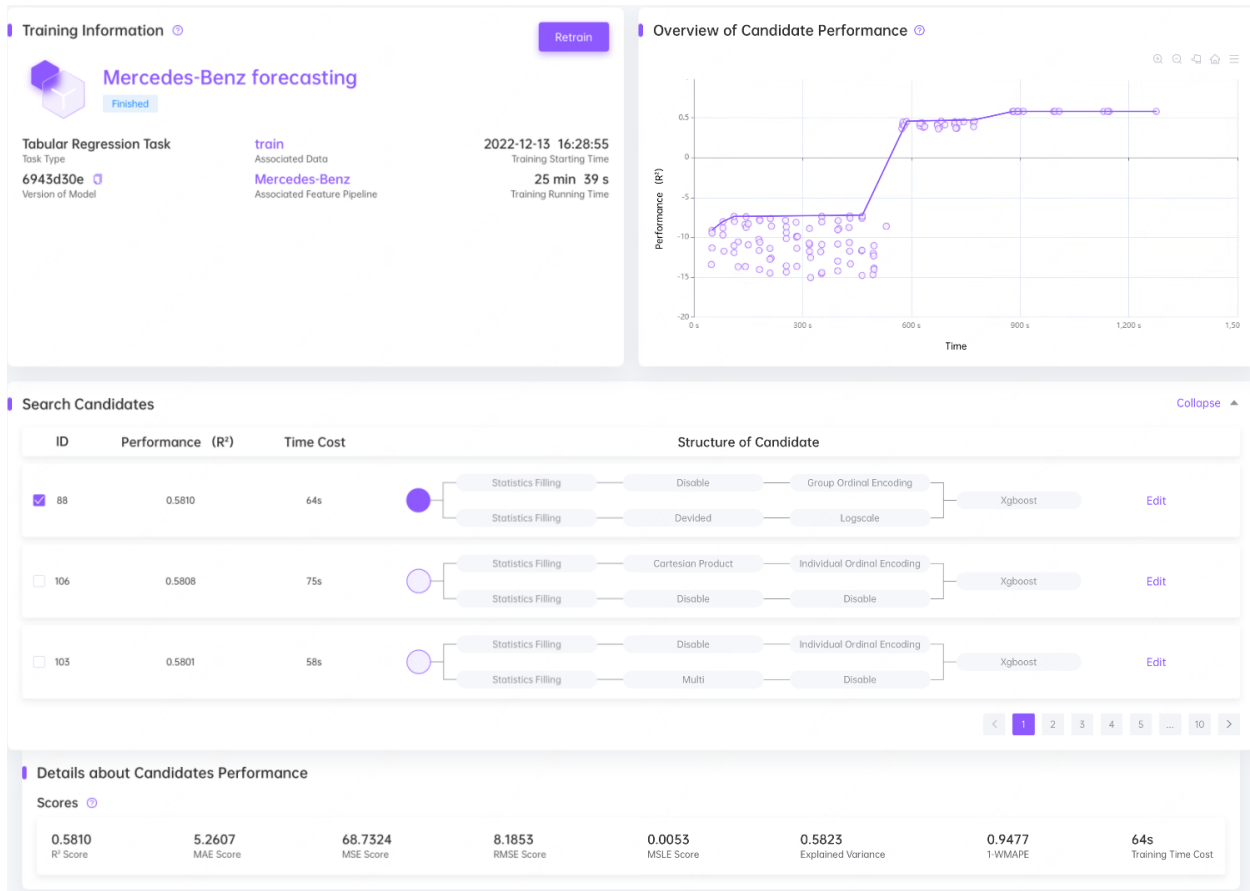 Training Information
Retrain
Mercedes-Benz forecasting
Finished
Tabular Regression Task
Task Type
train
Associated Data
2022-12-13 16:28:55
Training Starting Time
6943d30e
Version of Model
Mercedes-Benz
Associated Feature Pipeline
25 min 39 s
Training Running Time
Overview of Candidate Performance
Performance (R²)
0.5
0
-5
-10
-15
-20
0 s
300 s
600 s
900 s
1,200 s
1,50
Time
Search Candidates
Collapse
ID Performance (R²) Time Cost Structure of Candidate
88 0.5810 64s
Statistics Filling Disable Group Ordinal Encoding
Statistics Filling Devided Logscale
Xgboost
Edit
106 0.5808 75s
Statistics Filling Cartesian Product Individual Ordinal Encoding
Statistics Filling Disable Disable
Xgboost
Edit
103 0.5801 58s
Statistics Filling Disable Individual Ordinal Encoding
Statistics Filling Multi Disable
Xgboost
Edit
< 1 2 3 4 5 ... 10 >
Details about Candidates Performance
Scores
0.5810 5.2607 68.7324 8.1853 0.0053 0.5823 0.9477 64s
R² Score MAE Score MSE Score RMSE Score MSLE Score Explained Variance 1-WMAPE Training Time Cost